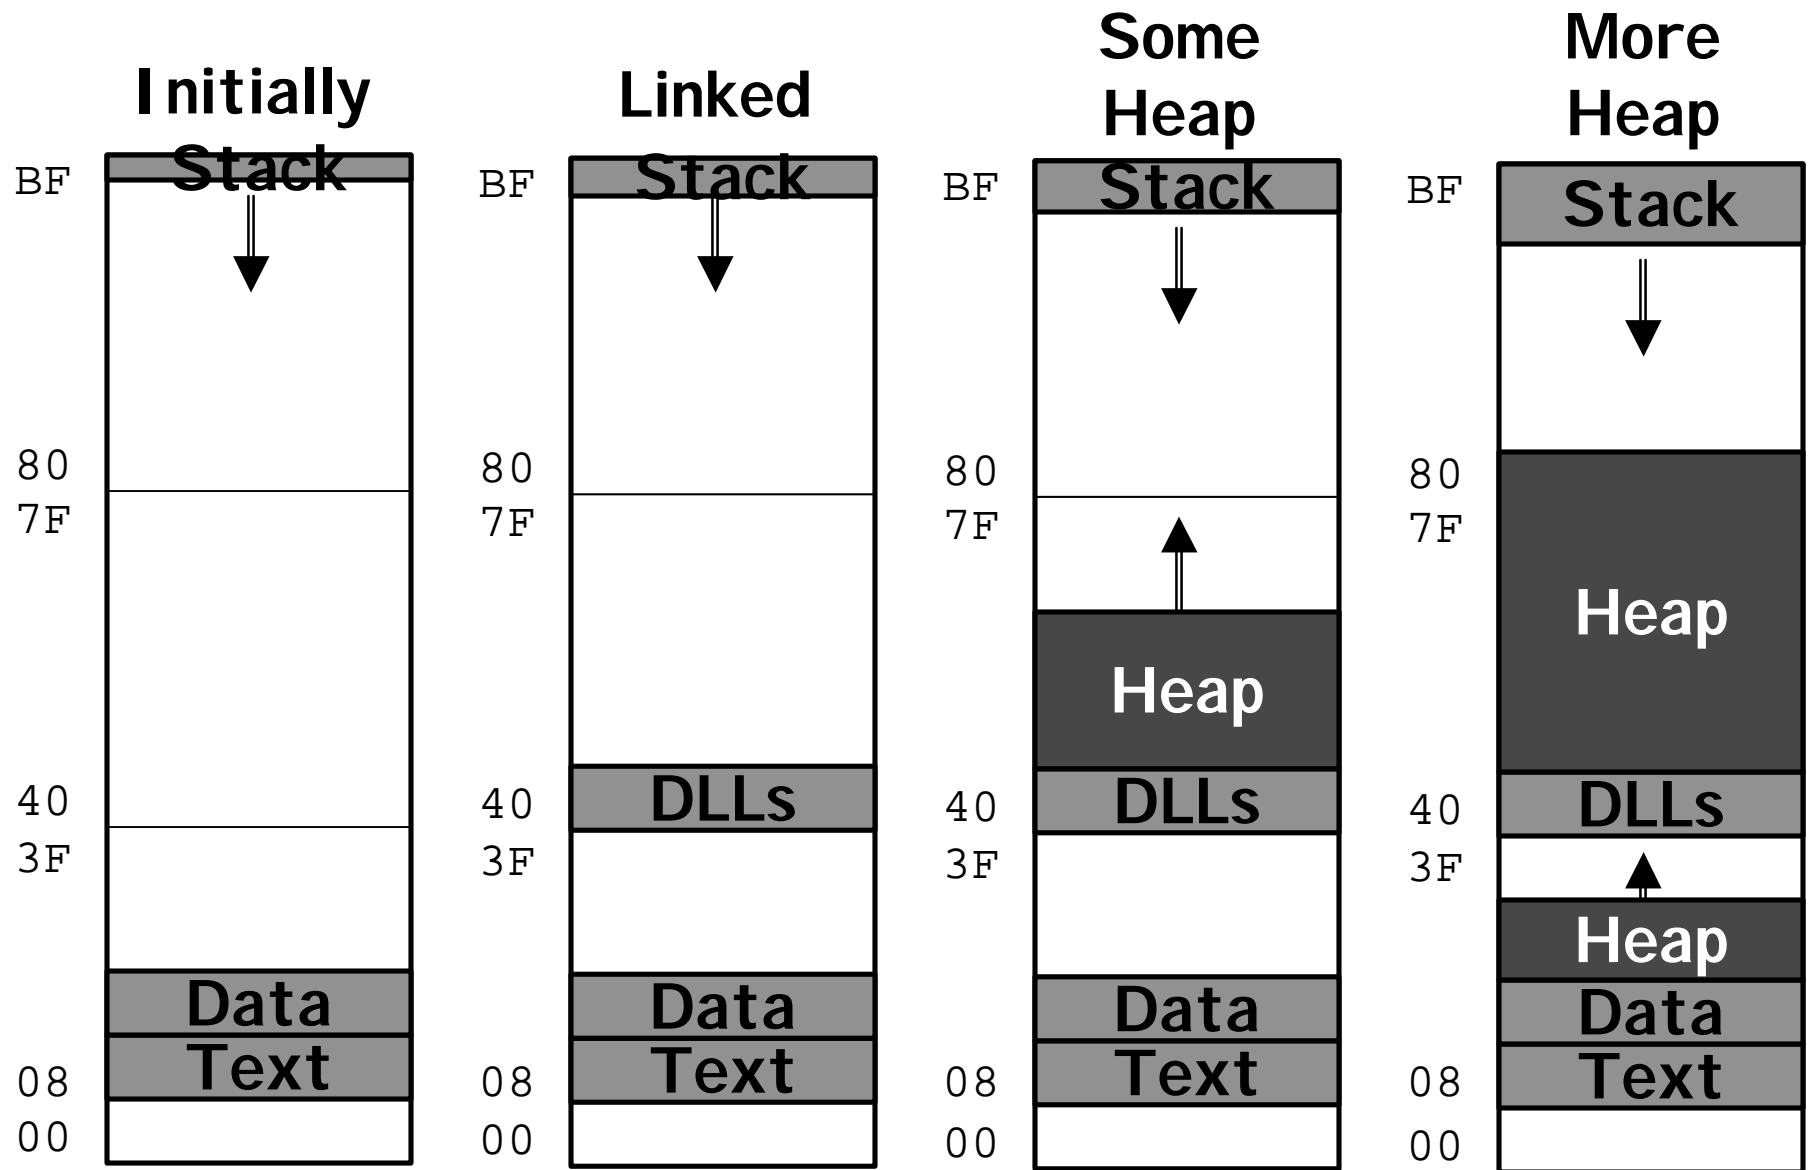 Initially
Stack
BF
80
7F
40
3F
Data
Text
08
00
Linked
Stack
BF
80
7F
DLLs
40
3F
Data
Text
08
00
Some
Heap
Stack
BF
80
7F
Heap
DLLs
40
3F
Data
Text
08
00
More
Heap
Stack
BF
80
7F
Heap
DLLs
40
3F
Heap
Data
Text
08
00